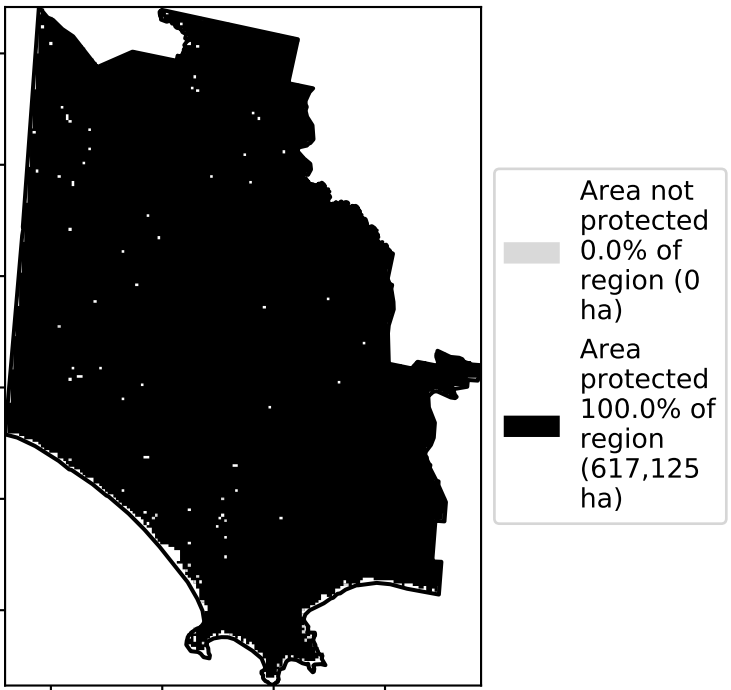 Area not
protected
0.0% of
region (0
ha)
Area
protected
100.0% of
region
(617,125
ha)